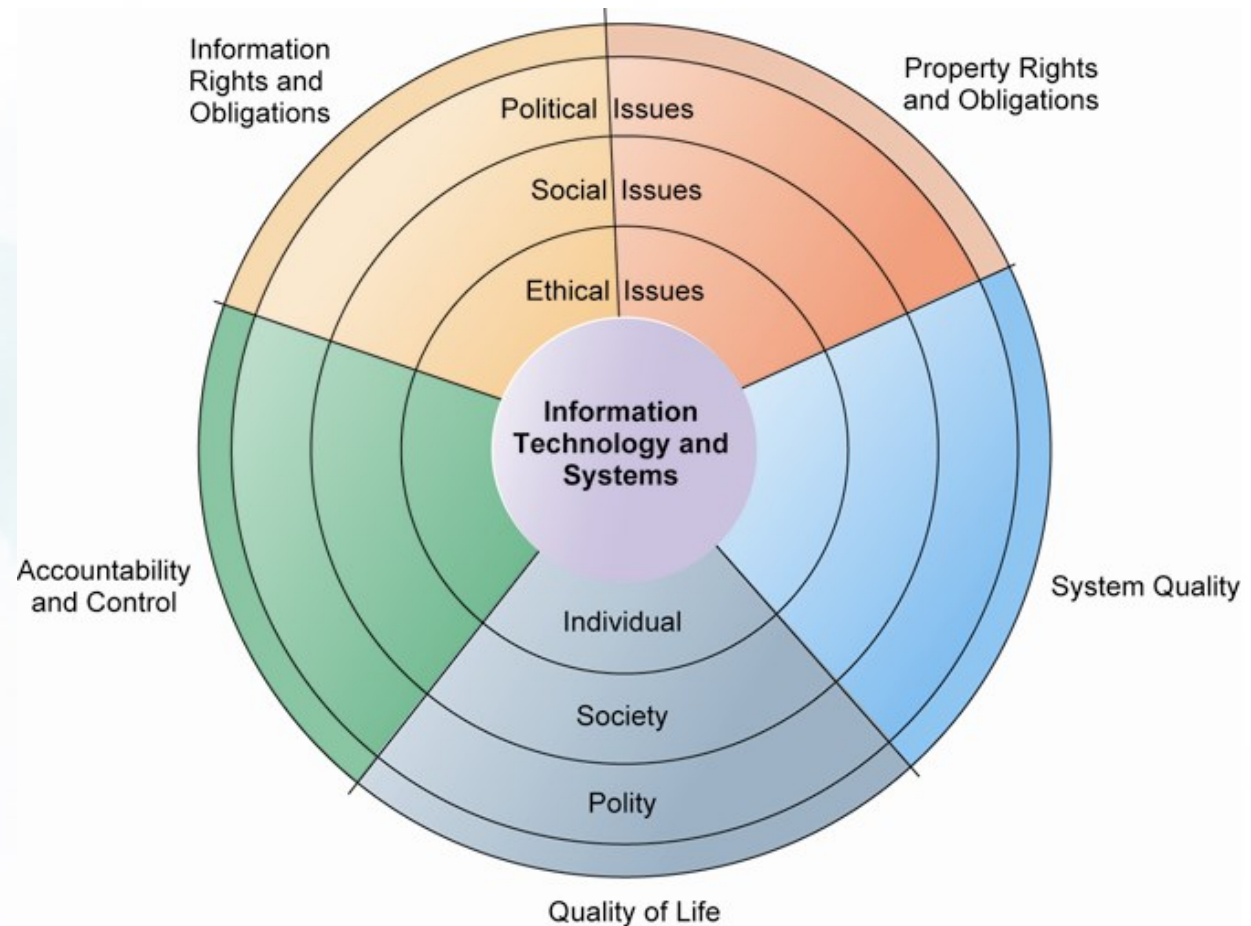 Information
Rights and
Obligations
Property Rights
and Obligations
Political Issues
Social Issues
Ethical Issues
Information
Technology and
Systems
Accountability
and Control
System Quality
Individual
Society
Polity
Quality of Life